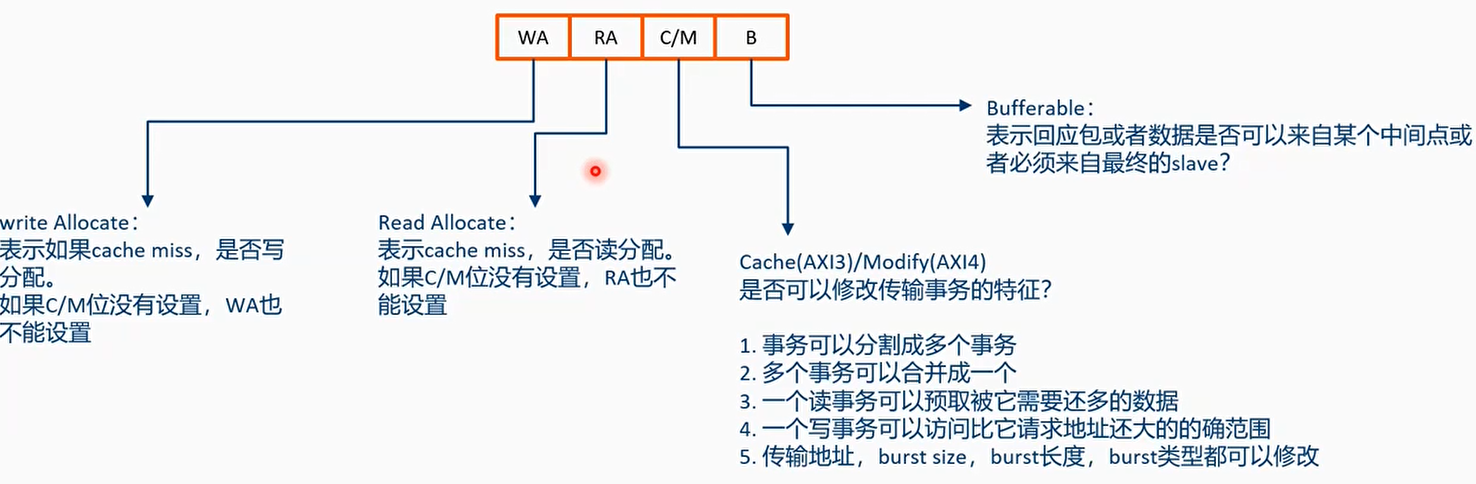 WA RA C/M B
Bufferable：
表示回应包或者数据是否可以来自某个中间点或
者必须来自最终的slave？
write Allocate：
表示如果cache miss，是否写
分配。
如果C/M位没有设置，WA也
不能设置
Read Allocate：
表示cache miss，是否读分配。
如果C/M位没有设置，RA也不
能设置
Cache(AXI3)/Modify(AXI4)
是否可以修改传输事务的特征？
1. 事务可以分割成多个事务
2. 多个事务可以合并成一个
3. 一个读事务可以预取被它需要还多的数据
4. 一个写事务可以访问比它请求地址还大的的确范围
5. 传输地址，burst size，burst长度，burst类型都可以修改